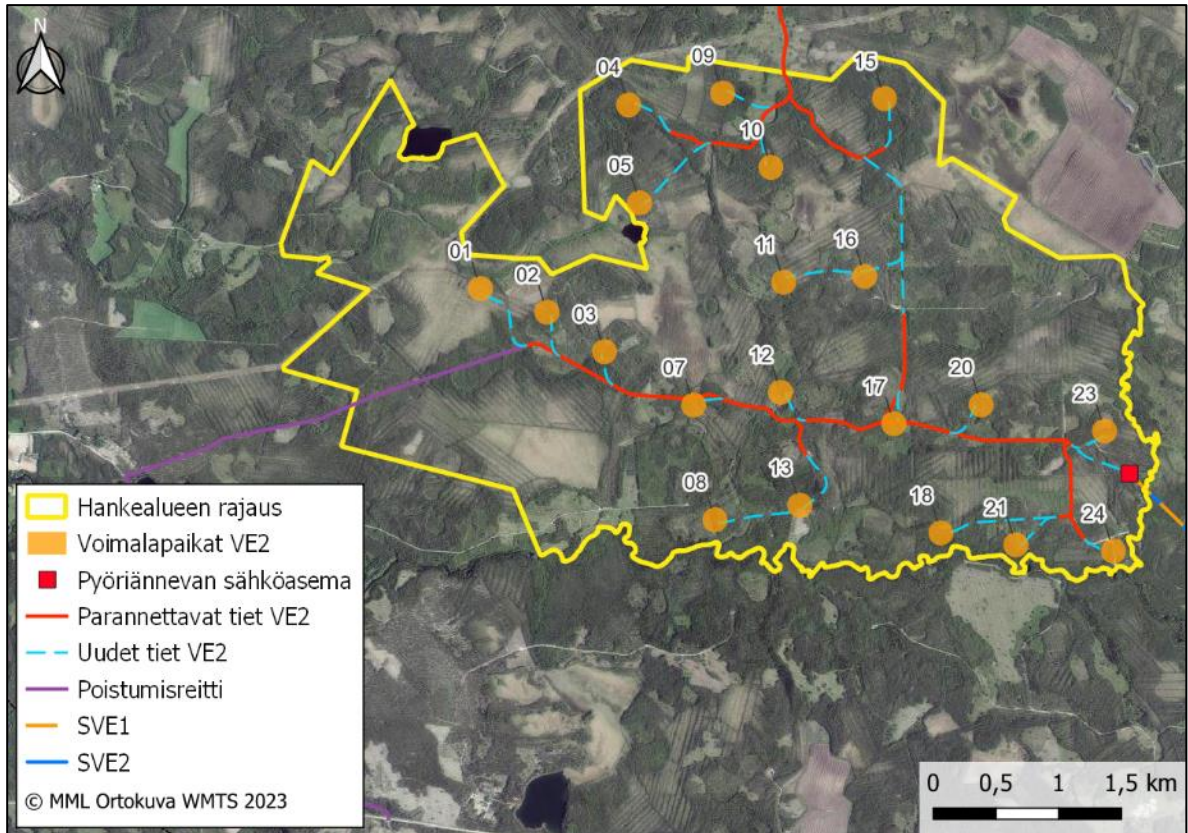 N
04
09
15
10
05
01
02
11
16
03
07
12
17
20
23
08
13
18
21
24
Hankealueen rajaus
Voimalapaikat VE2
Pyöriännevan sähköasema
Parannettavat tiet VE2
Uudet tiet VE2
Poistumisreitti
SVE1
SVE2
© MML Ortokuva WMTS 2023
0 0,5 1 1,5 km